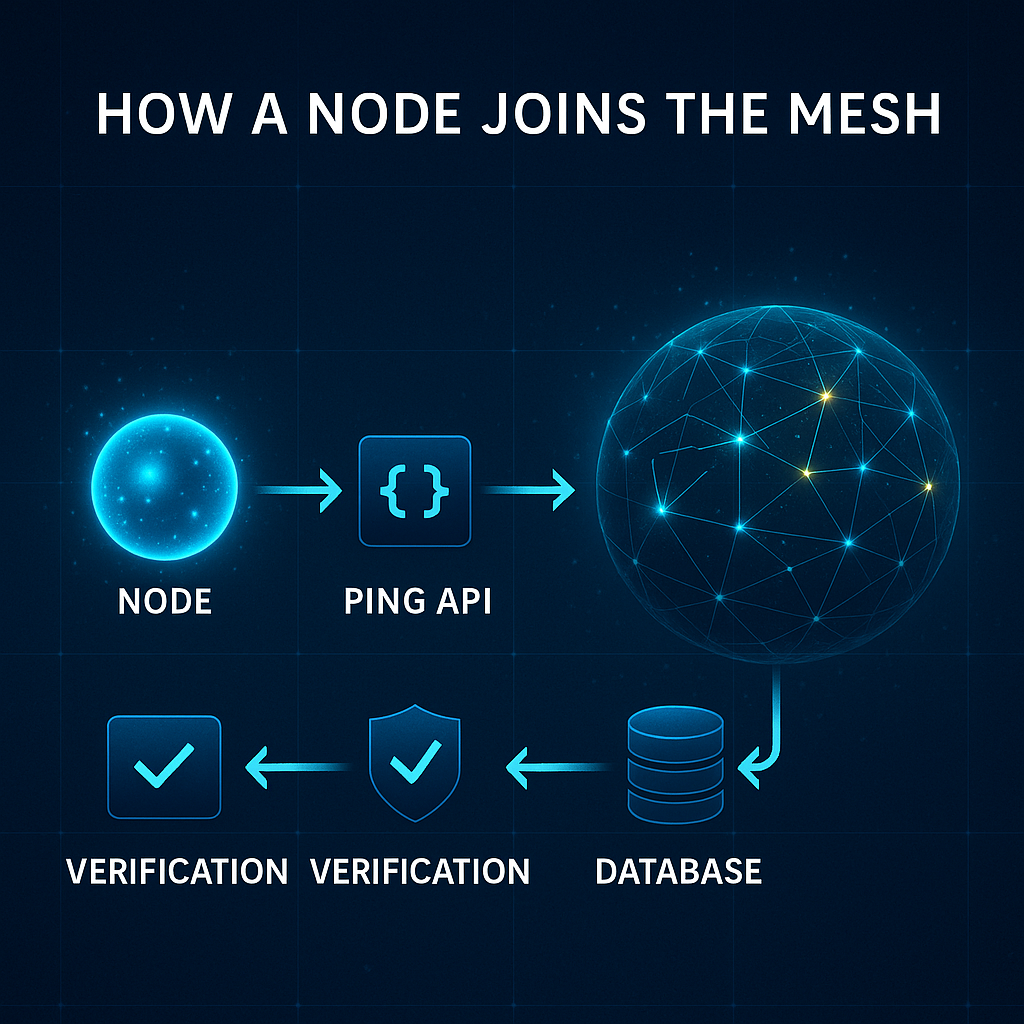 HOW A NODE JOINS THE MESH
{ }
NODE
PING API
VERIFICATION
VERIFICATION
DATABASE